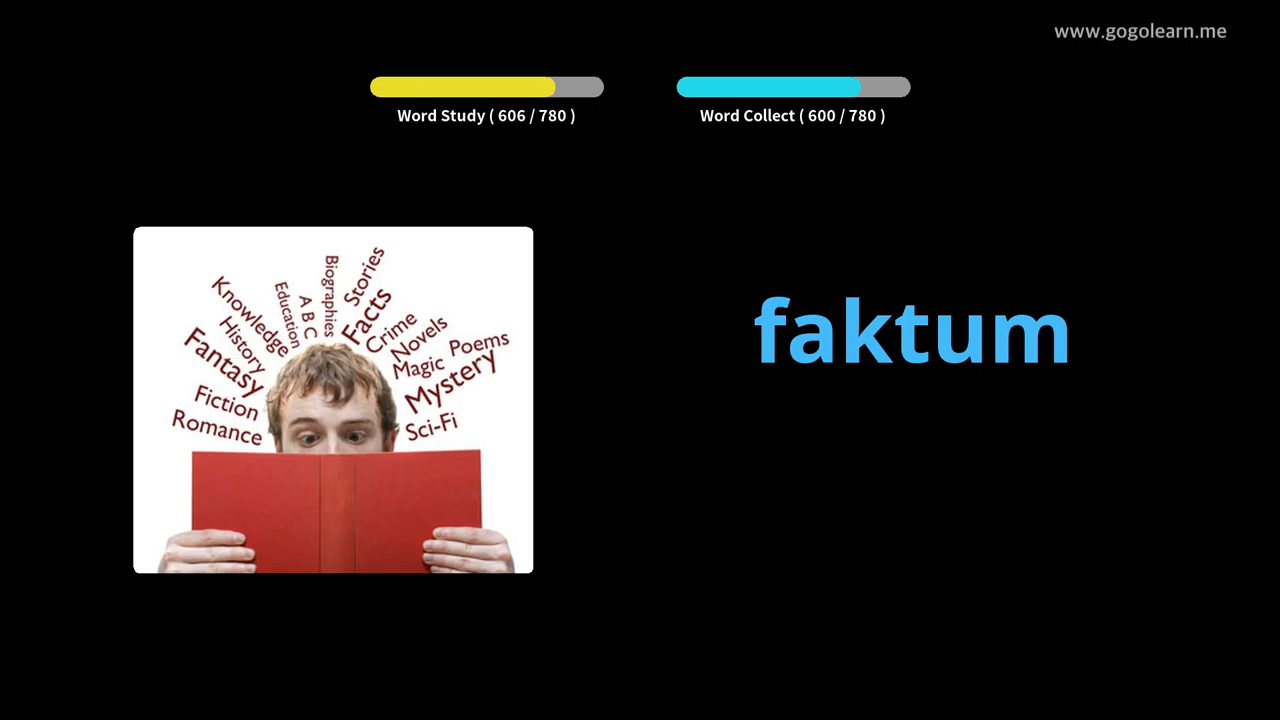 www.gogolearn.me
Word Study ( 606 / 780 )
Word Collect ( 600 / 780 )
faktum
Romance
Fiction
Fantasy
History
Knowledge
Education
A B C
Biographies
Stories
Facts
Crime
Novels
Magic
Poems
Mystery
Sci-Fi